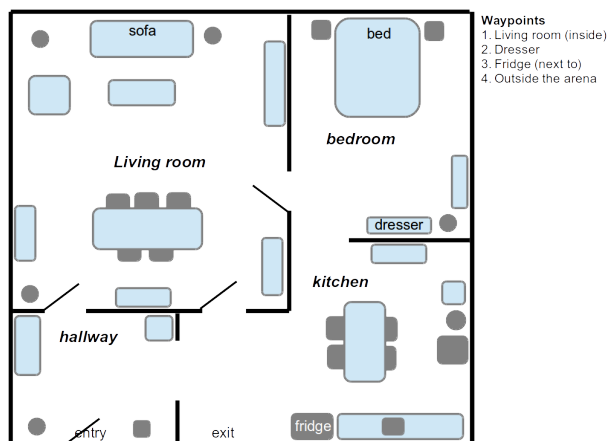 Waypoints
1. Living room (inside)
2. Dresser
3. Fridge (next to)
4. Outside the arena
sofa
bed
bedroom
Living room
dresser
kitchen
hallway
entry
exit
fridge